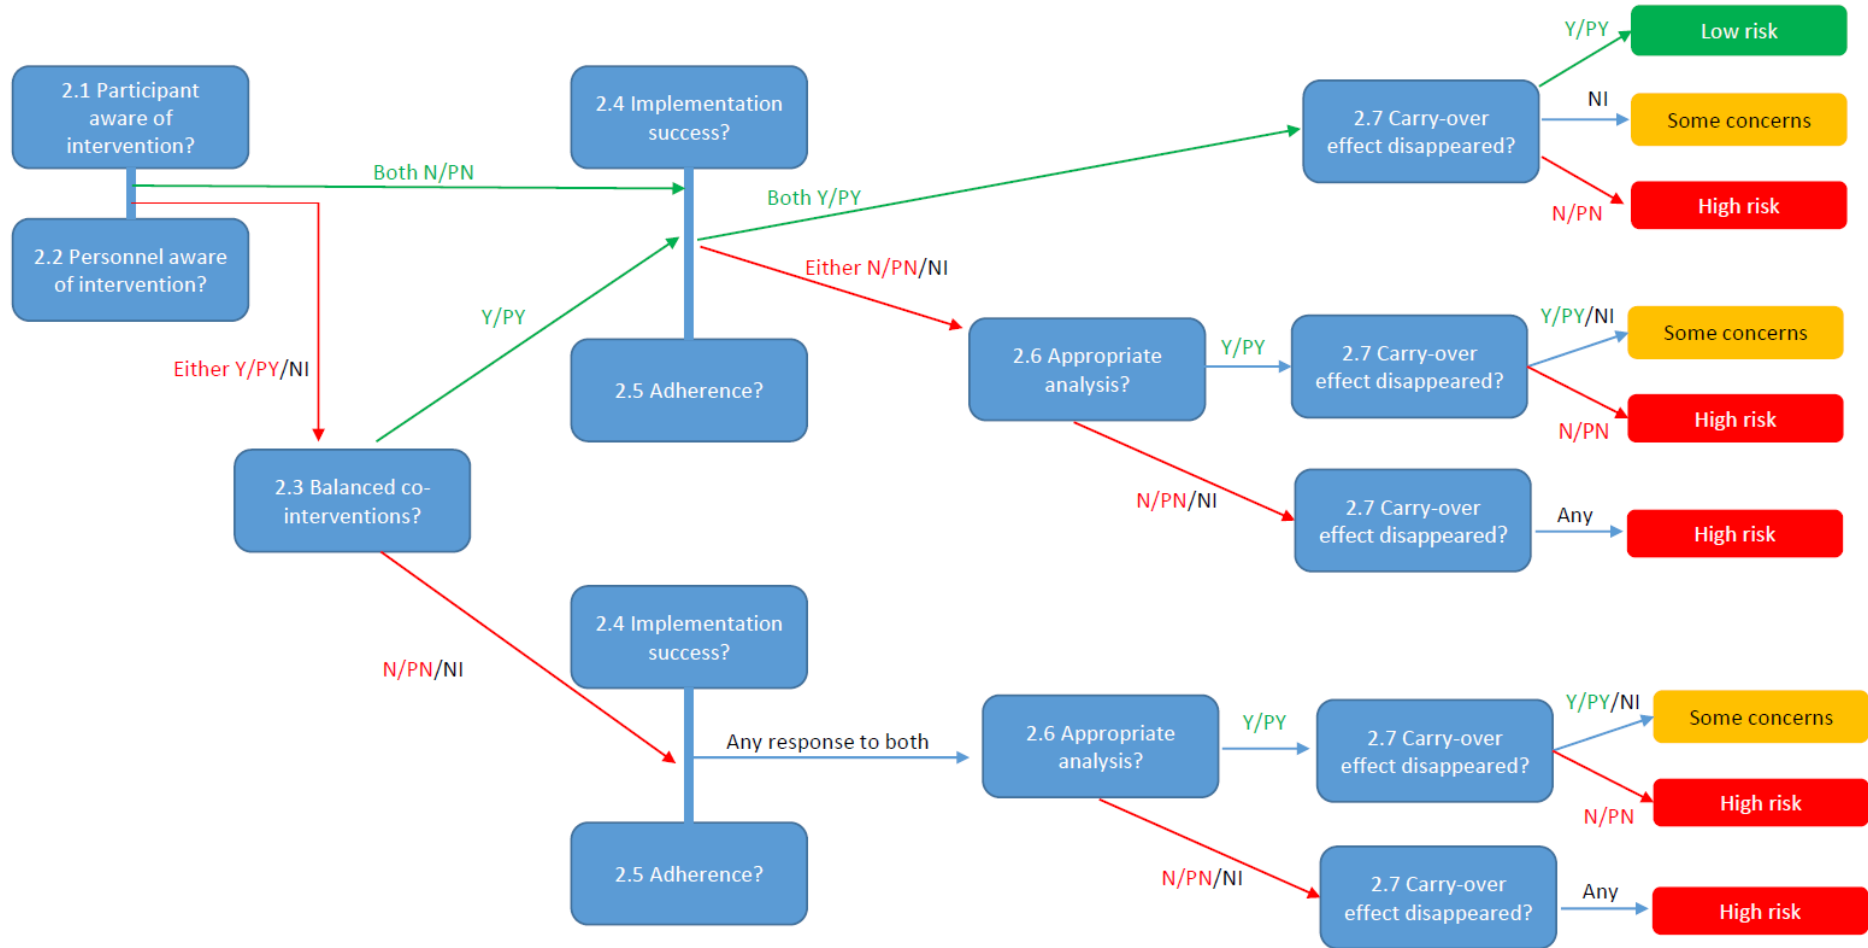 2.1 Participant
aware of
intervention?
2.2 Personnel aware
of intervention?
Both N/PN
Either Y/PY/NI
2.3 Balanced co-
interventions?
Y/PY
N/PN/NI
2.4 Implementation
success?
2.5 Adherence?
Both Y/PY
Either N/PN/NI
2.7 Carry-over
effect disappeared?
Y/PY
Low risk
NI
Some concerns
N/PN
High risk
2.6 Appropriate
analysis?
Y/PY
2.7 Carry-over
effect disappeared?
Y/PY/NI
Some concerns
N/PN
High risk
N/PN/NI
2.7 Carry-over
effect disappeared?
Any
High risk
2.4 Implementation
success?
2.5 Adherence?
Any response to both
2.6 Appropriate
analysis?
Y/PY
2.7 Carry-over
effect disappeared?
Y/PY/NI
Some concerns
N/PN
High risk
N/PN/NI
2.7 Carry-over
effect disappeared?
Any
High risk